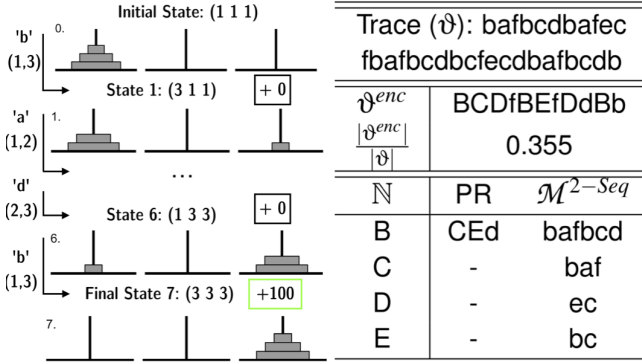 Initial State: (1 1 1)
0.
'b'
(1,3)
State 1: (3 1 1)
+ 0
1.
'a'
(1,2)
...
'd'
(2,3)
State 6: (1 3 3)
+ 0
6.
'b'
(1,3)
Final State 7: (3 3 3)
+100
7.
Trace (ϑ): bafbcdbafec
fbafbcdbcfecdbafbcdb
ϑ^enc BCDfBEfDdBb
|ϑ^enc|/|ϑ| 0.355
ℕ PR 𝓜^2−Seq
B CEd bafbcd
C - baf
D - ec
E - bc